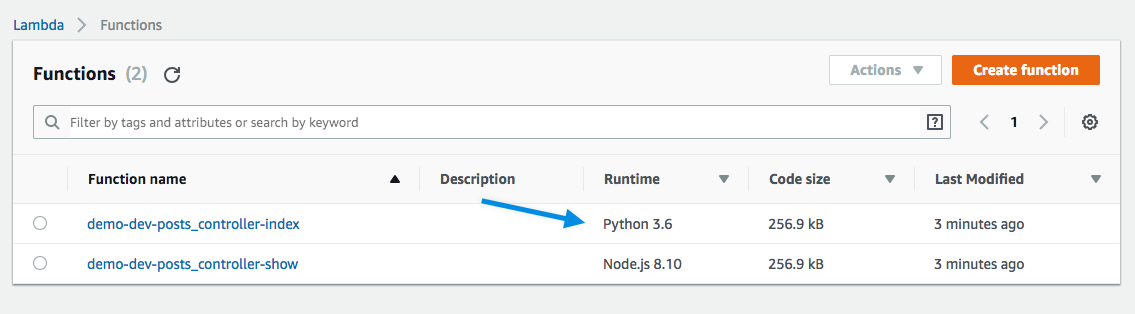 Lambda > Functions
Functions (2) Actions Create function
Filter by tags and attributes or search by keyword ? 1
Function name Description Runtime Code size Last Modified
demo-dev-posts_controller-index Python 3.6 256.9 kB 3 minutes ago
demo-dev-posts_controller-show Node.js 8.10 256.9 kB 3 minutes ago